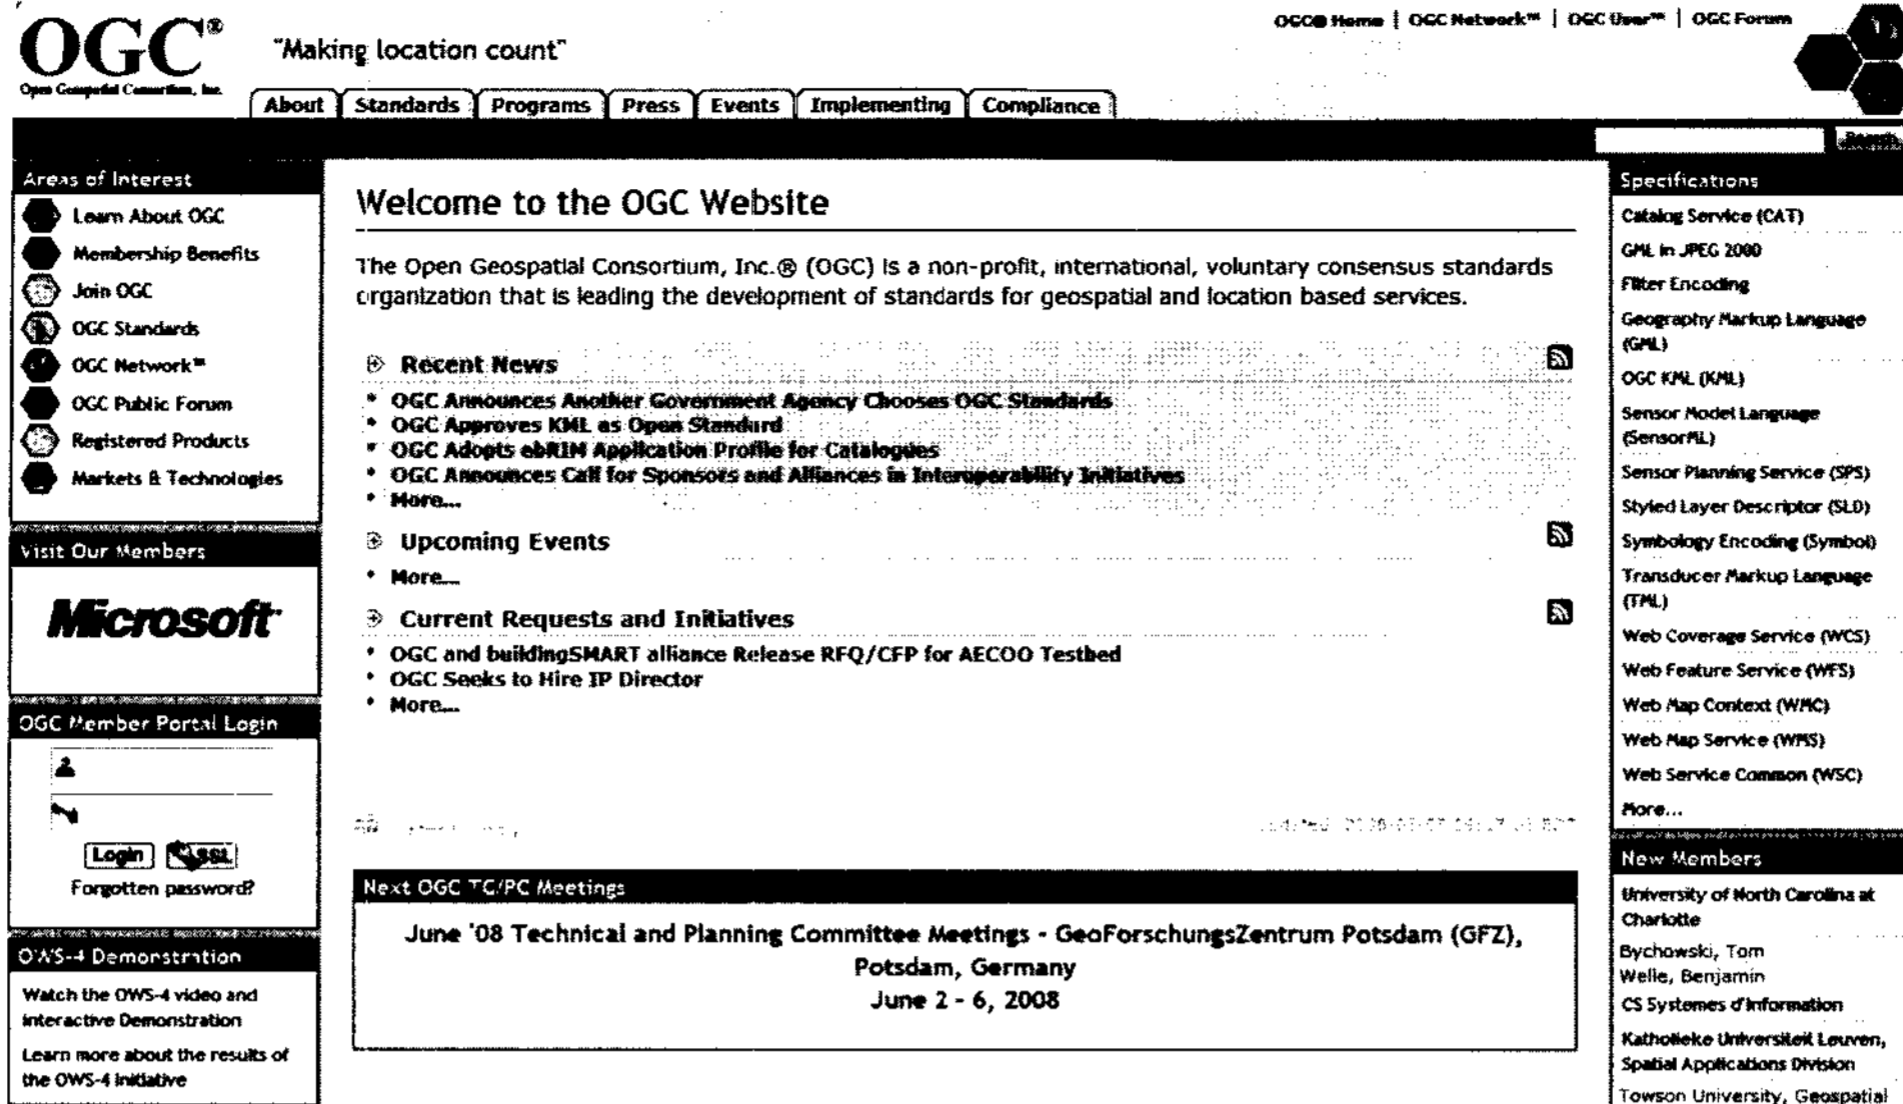 OGC®
Open Geospatial Consortium, Inc.
"Making location count"
OGC® Home | OGC Network™ | OGC User™ | OGC Forum
About
Standards
Programs
Press
Events
Implementing
Compliance
Search
Areas of Interest
Learn About OGC
Membership Benefits
Join OGC
OGC Standards
OGC Network™
OGC Public Forum
Registered Products
Markets & Technologies
Visit Our Members
Microsoft
OGC Member Portal Login
Login
SSL
Forgotten password?
OWS-4 Demonstration
Watch the OWS-4 video and
interactive Demonstration
Learn more about the results of
the OWS-4 initiative
Welcome to the OGC Website
The Open Geospatial Consortium, Inc.® (OGC) is a non-profit, international, voluntary consensus standards
organization that is leading the development of standards for geospatial and location based services.
Recent News
* OGC Announces Another Government Agency Chooses OGC Standards
* OGC Approves KML as Open Standard
* OGC Adopts ebRIM Application Profile for Catalogues
* OGC Announces Call for Sponsors and Alliances in Interoperability Initiatives
* More...
Upcoming Events
* More...
Current Requests and Initiatives
* OGC and buildingSMART alliance Release RFQ/CFP for AECOO Testbed
* OGC Seeks to Hire IP Director
* More...
Next OGC TC/PC Meetings
June '08 Technical and Planning Committee Meetings - GeoForschungsZentrum Potsdam (GFZ),
Potsdam, Germany
June 2 - 6, 2008
Specifications
Catalog Service (CAT)
GML in JPEG 2000
Filter Encoding
Geography Markup Language
(GML)
OGC KML (KML)
Sensor Model Language
(SensorML)
Sensor Planning Service (SPS)
Styled Layer Descriptor (SLD)
Symbology Encoding (Symbol)
Transducer Markup Language
(TML)
Web Coverage Service (WCS)
Web Feature Service (WFS)
Web Map Context (WMC)
Web Map Service (WMS)
Web Service Common (WSC)
More...
New Members
University of North Carolina at
Charlotte
Bychowski, Tom
Welle, Benjamin
CS Systemes d'Information
Katholieke Universiteit Leuven,
Spatial Applications Division
Towson University, Geospatial